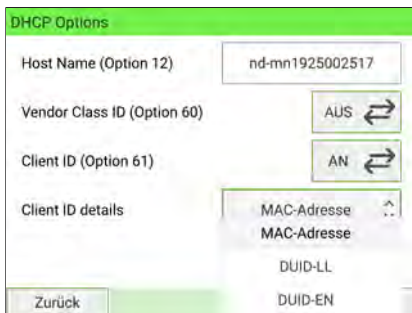 DHCP Options
Host Name (Option 12) nd-mn1925002517
Vendor Class ID (Option 60) AUS
Client ID (Option 61) AN
Client ID details MAC-Adresse
MAC-Adresse
DUID-LL
Zurück DUID-EN